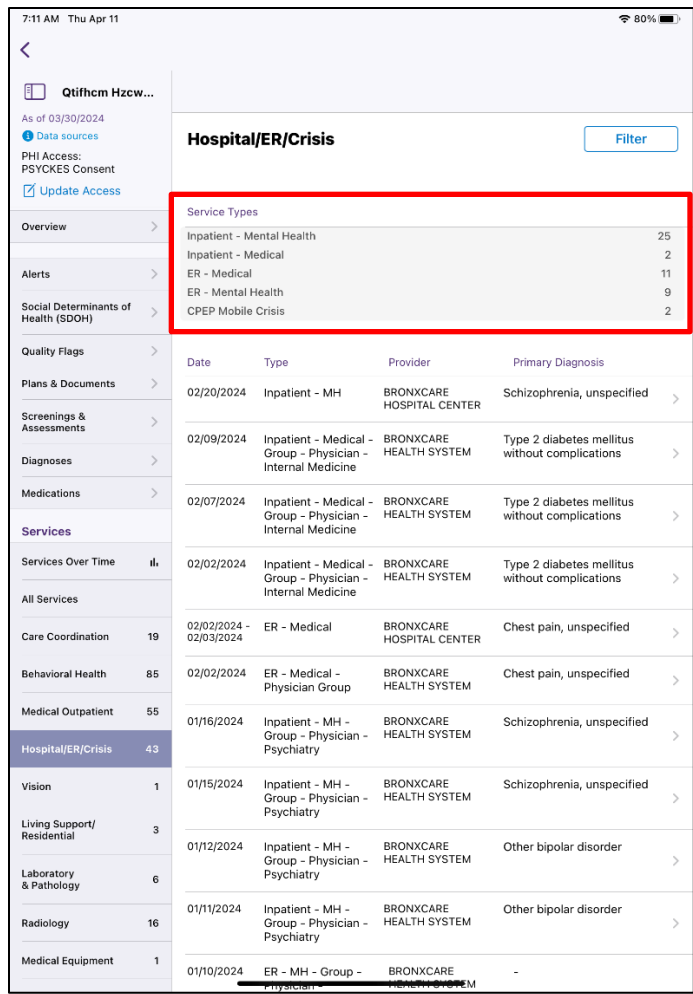 7:11 AM Thu Apr 11
80%
Qtifhcm Hzcw...
As of 03/30/2024
Data sources
PHI Access:
PSYCKES Consent
Update Access
Overview
Alerts
Social Determinants of
Health (SDOH)
Quality Flags
Plans & Documents
Screenings &
Assessments
Diagnoses
Medications
Services
Services Over Time
All Services
Care Coordination 19
Behavioral Health 85
Medical Outpatient 55
Hospital/ER/Crisis 43
Vision 1
Living Support/
Residential 3
Laboratory
& Pathology 6
Radiology 16
Medical Equipment 1
Hospital/ER/Crisis
Filter
Service Types
Inpatient - Mental Health 25
Inpatient - Medical 2
ER - Medical 11
ER - Mental Health 9
CPEP Mobile Crisis 2
Date Type Provider Primary Diagnosis
02/20/2024 Inpatient - MH BRONXCARE Schizophrenia, unspecified
HOSPITAL CENTER
02/09/2024 Inpatient - Medical - BRONXCARE Type 2 diabetes mellitus
Group - Physician - HEALTH SYSTEM without complications
Internal Medicine
02/07/2024 Inpatient - Medical - BRONXCARE Type 2 diabetes mellitus
Group - Physician - HEALTH SYSTEM without complications
Internal Medicine
02/02/2024 Inpatient - Medical - BRONXCARE Type 2 diabetes mellitus
Group - Physician - HEALTH SYSTEM without complications
Internal Medicine
02/02/2024 - ER - Medical BRONXCARE Chest pain, unspecified
02/03/2024 HOSPITAL CENTER
02/02/2024 ER - Medical - BRONXCARE Chest pain, unspecified
Physician Group HEALTH SYSTEM
01/16/2024 Inpatient - MH - BRONXCARE Schizophrenia, unspecified
Group - Physician - HEALTH SYSTEM
Psychiatry
01/15/2024 Inpatient - MH - BRONXCARE Schizophrenia, unspecified
Group - Physician - HEALTH SYSTEM
Psychiatry
01/12/2024 Inpatient - MH - BRONXCARE Other bipolar disorder
Group - Physician - HEALTH SYSTEM
Psychiatry
01/11/2024 Inpatient - MH - BRONXCARE Other bipolar disorder
Group - Physician - HEALTH SYSTEM
Psychiatry
01/10/2024 ER - MH - Group - BRONXCARE -
Physician - HEALTH SYSTEM